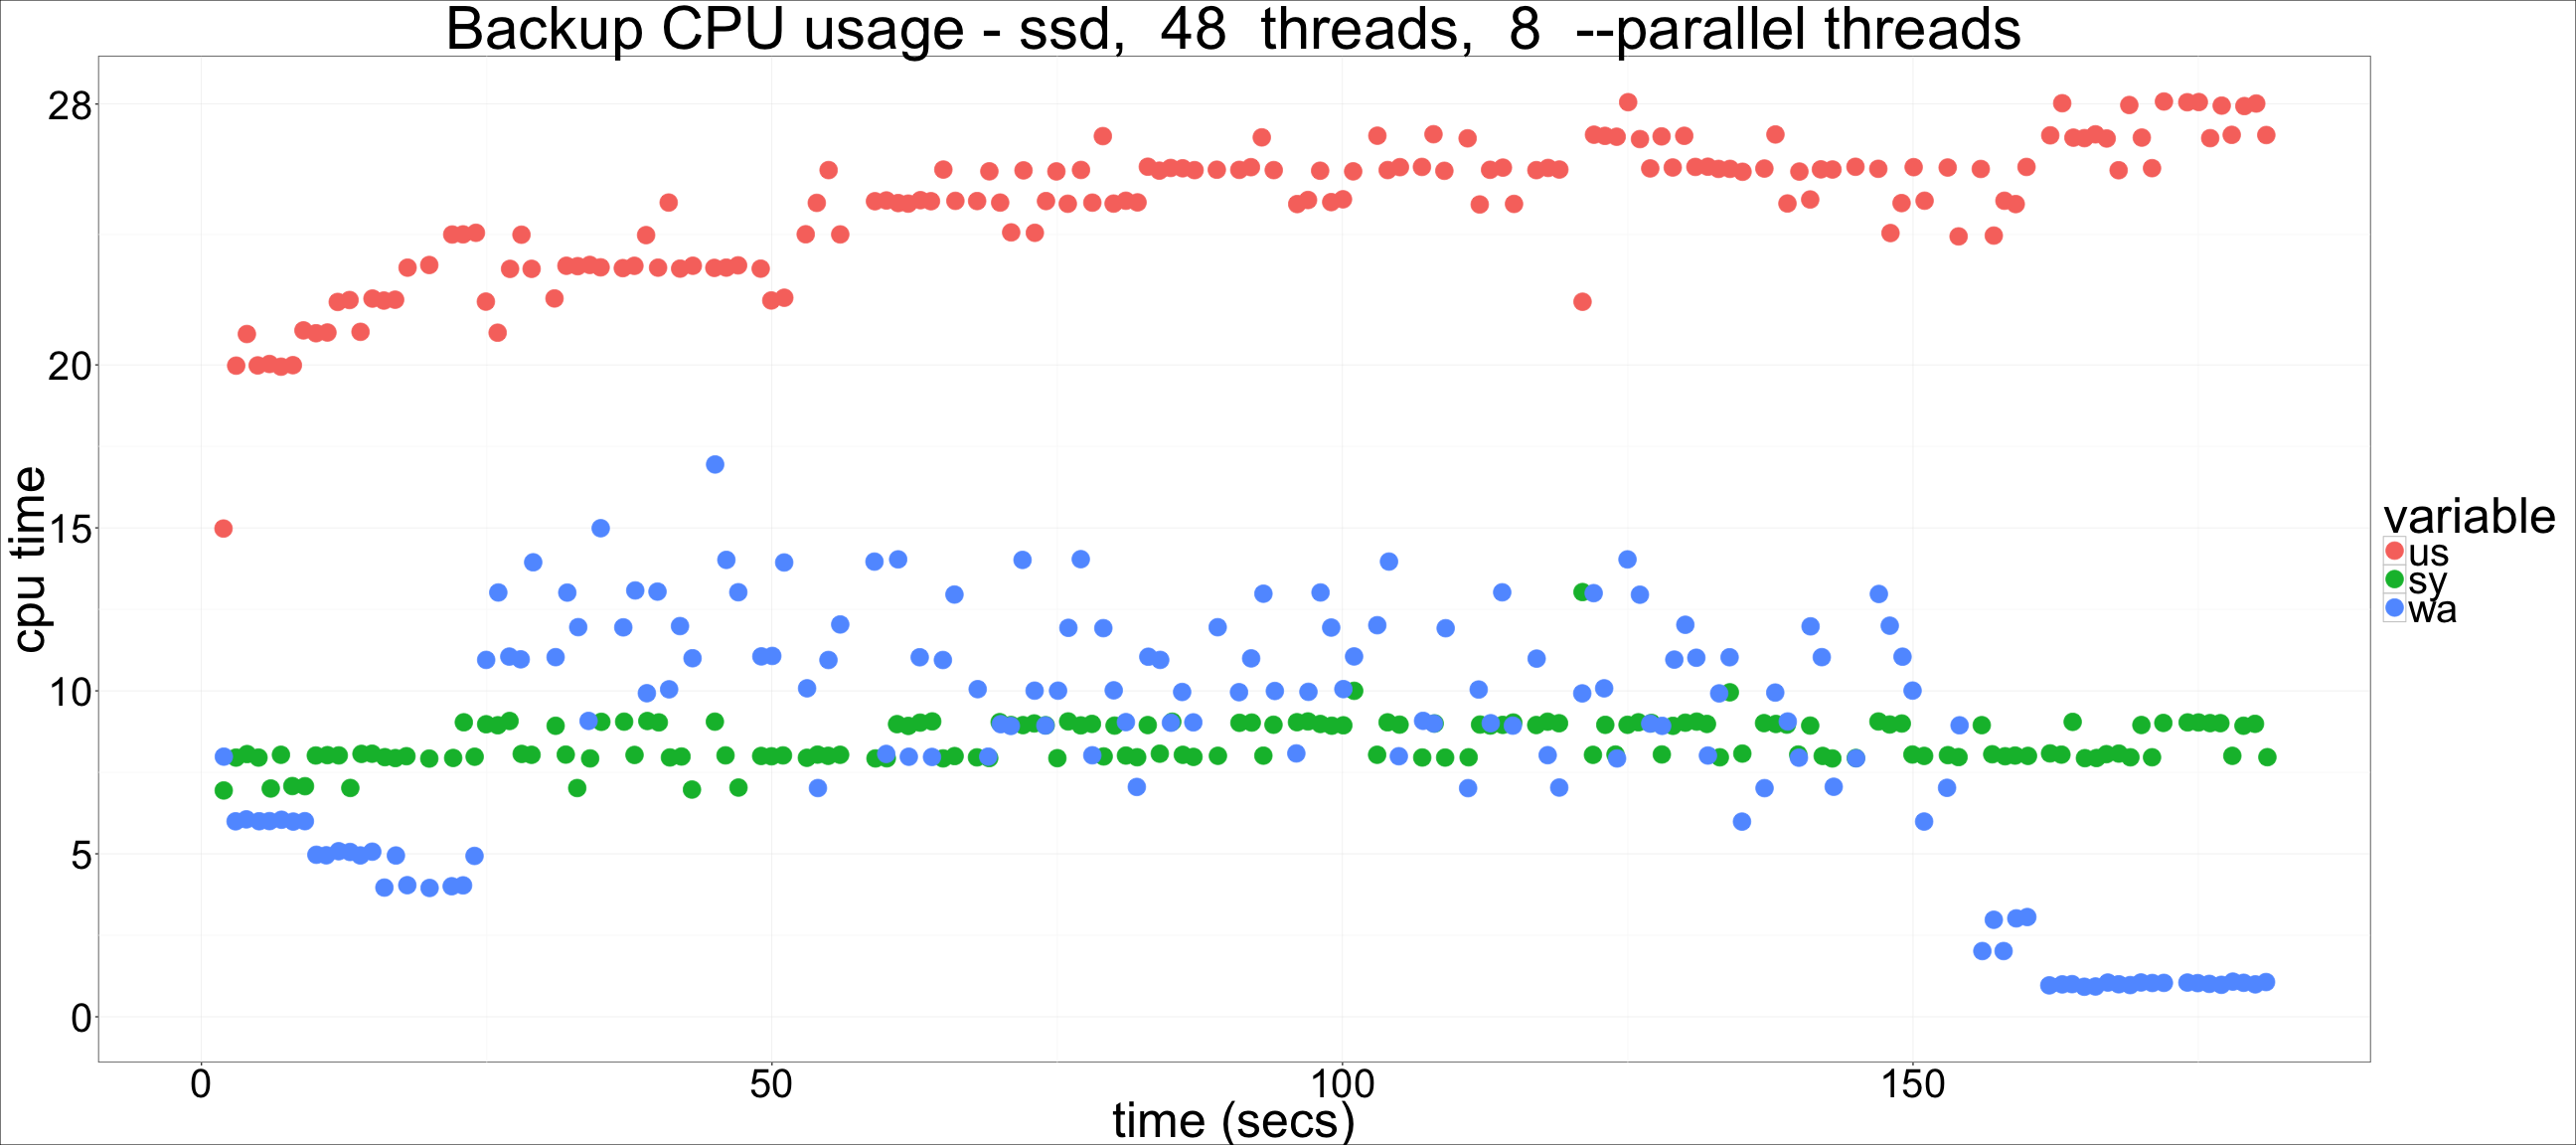 Backup CPU usage - ssd,  48  threads,  8  --parallel threads
28
20
15
10
5
0
cpu time
0 50 100 150
time (secs)
variable
us
sy
wa